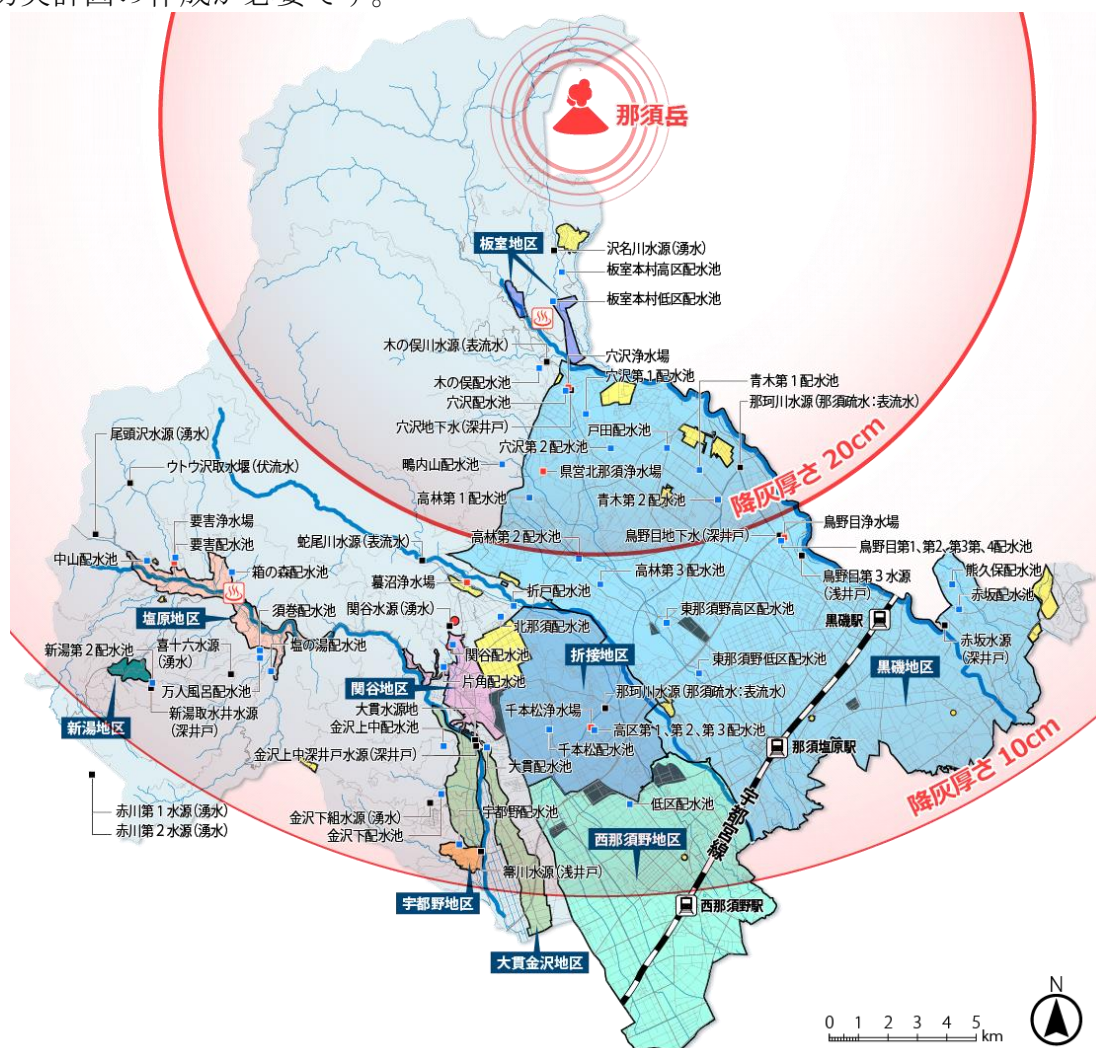 那須岳
板室地区
沢名川水源(湧水)
板室本村高区配水池
板室本村低区配水池
木の俣川水源(表流水)
穴沢浄水場
木の俣配水池
穴沢第1配水池
青木第1配水池
穴沢配水池
那珂川水源(那須疏水:表流水)
穴沢地下水(深井戸)
戸田配水池
尾頭沢水源(湧水)
穴沢第2配水池
鴫内山配水池
県営北那須浄水場
ウトウ沢取水堰(伏流水)
降灰厚さ 20cm
高林第1配水池
青木第2配水池
要害浄水場
鳥野目浄水場
要害配水池
蛇尾川水源(表流水)
高林第2配水池
鳥野目地下水(深井戸)
鳥野目第1、第2、第3第、4配水池
中山配水池
箱の森配水池
墓沼浄水場
高林第3配水池
鳥野目第3水源
(浅井戸)
熊久保配水池
折戸配水池
赤坂配水池
塩原地区
須巻配水池
関谷水源(湧水)
東那須野高区配水池
黒磯駅
北那須配水池
塩の湯配水池
赤坂水源
(深井戸)
新湯第2配水池
喜十六水源
(湧水)
関谷配水池
折接地区
東那須野低区配水池
黒磯地区
関谷地区
片角配水池
万人風呂配水池
那珂川水源(那須疏水:表流水)
新湯地区
新湯取水井水源
(深井戸)
大貫水源地
千本松浄水場
金沢上中配水池
高区第1、第2、第3配水池
那須塩原駅
金沢上中深井戸水源(深井戸)
千本松配水池
大貫配水池
降灰厚さ 10cm
宇都宮線
赤川第1水源(湧水)
赤川第2水源(湧水)
金沢下組水源(湧水)
宇都野配水池
低区配水池
金沢下配水池
西那須野地区
箒川水源(浅井戸)
宇都野地区
西那須野駅
大貫金沢地区
N
0 1 2 3 4 5
km